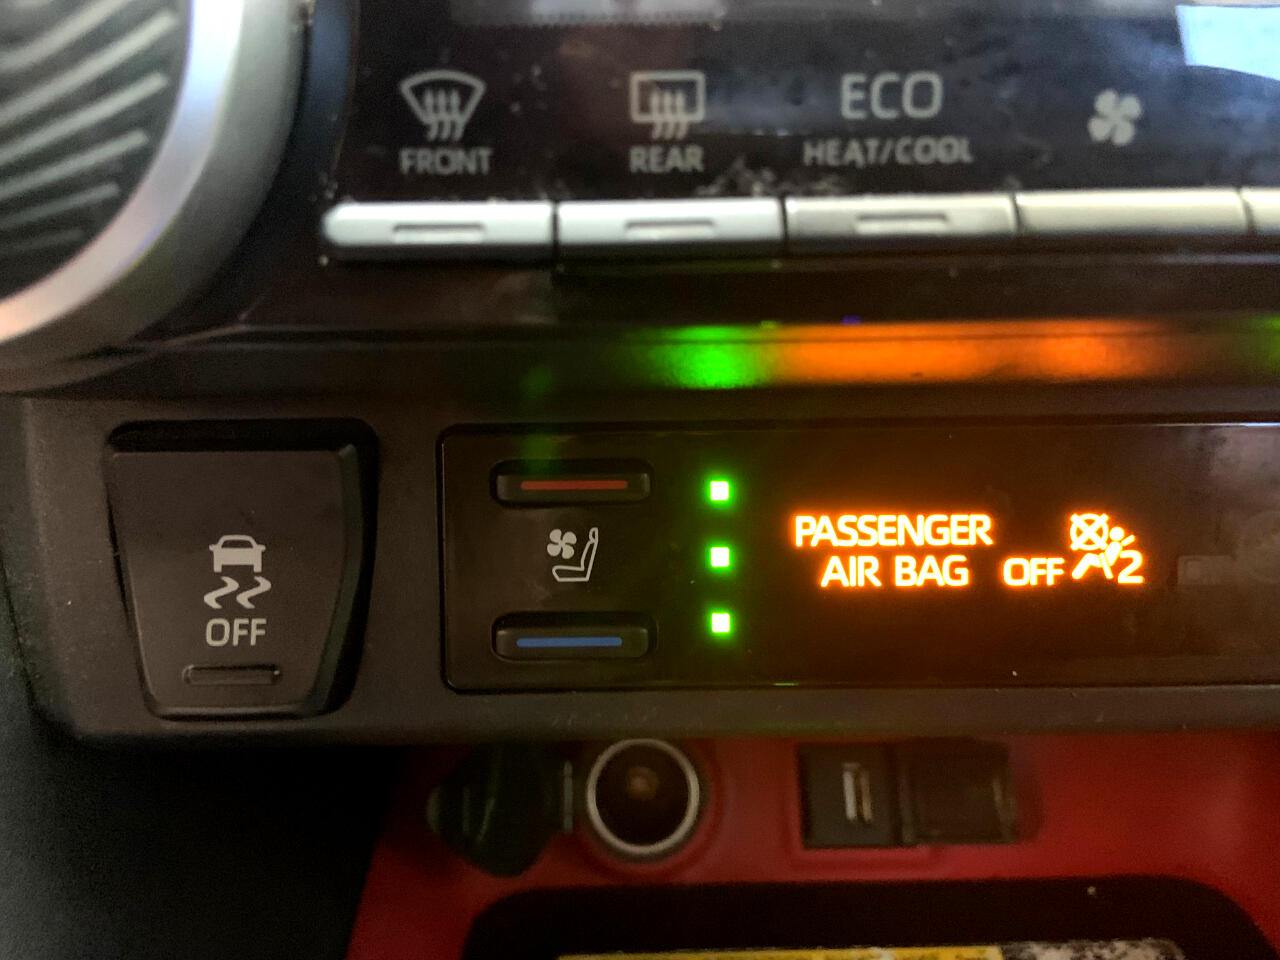 FRONT
REAR
ECO
HEAT/COOL
PASSENGER
AIR BAG OFF 2
OFF